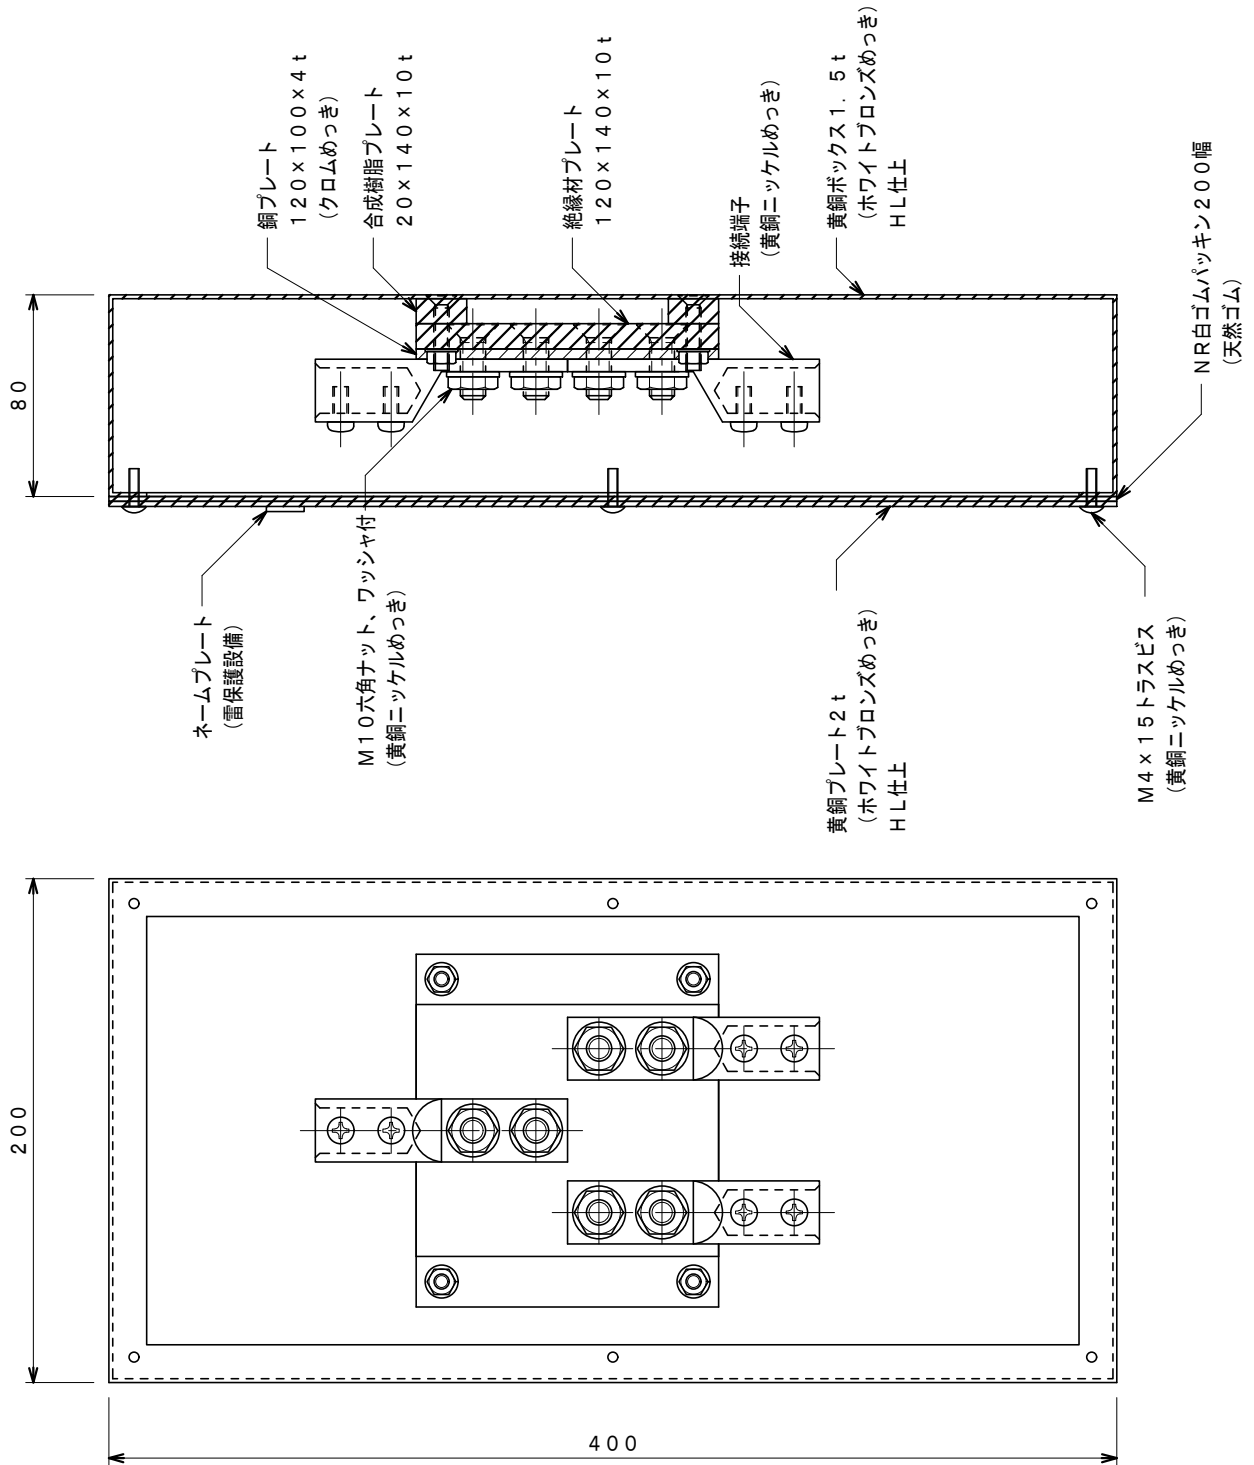 80
銅プレート
120×100×4t
(クロムめっき)
合成樹脂プレート
20×140×10t
絶縁材プレート
120×140×10t
接続端子
(黄銅ニッケルめっき)
黄銅ボックス1.5t
(ホワイトブロンズめっき)
HL仕上
NR白ゴムパッキン200幅
(天然ゴム)
ネームプレート
(雷保護設備)
M10六角ナット、ワッシャ付
(黄銅ニッケルめっき)
黄銅プレート2t
(ホワイトブロンズめっき)
HL仕上
M4×15トラスビス
(黄銅ニッケルめっき)
200
400